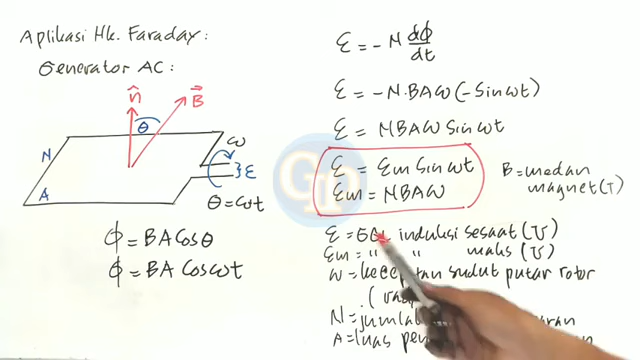 Aplikasi Hk. Faraday :
Generator AC :
n̂
B⃗
θ
N
A
ω
} ε
θ = ωt
Φ = BA Cos θ
Φ = BA Cos ωt
ε = - N dΦ/dt
ε = -N·BAω (-Sin ωt)
ε = NBAω Sin ωt
ε = εm Sin ωt
εm = NBAω
B = medan
magnet (T)
ε = induksi sesaat (V)
εm = " " maks (V)
ω = kecepatan sudut putar rotor
N = jumlah
A = luas